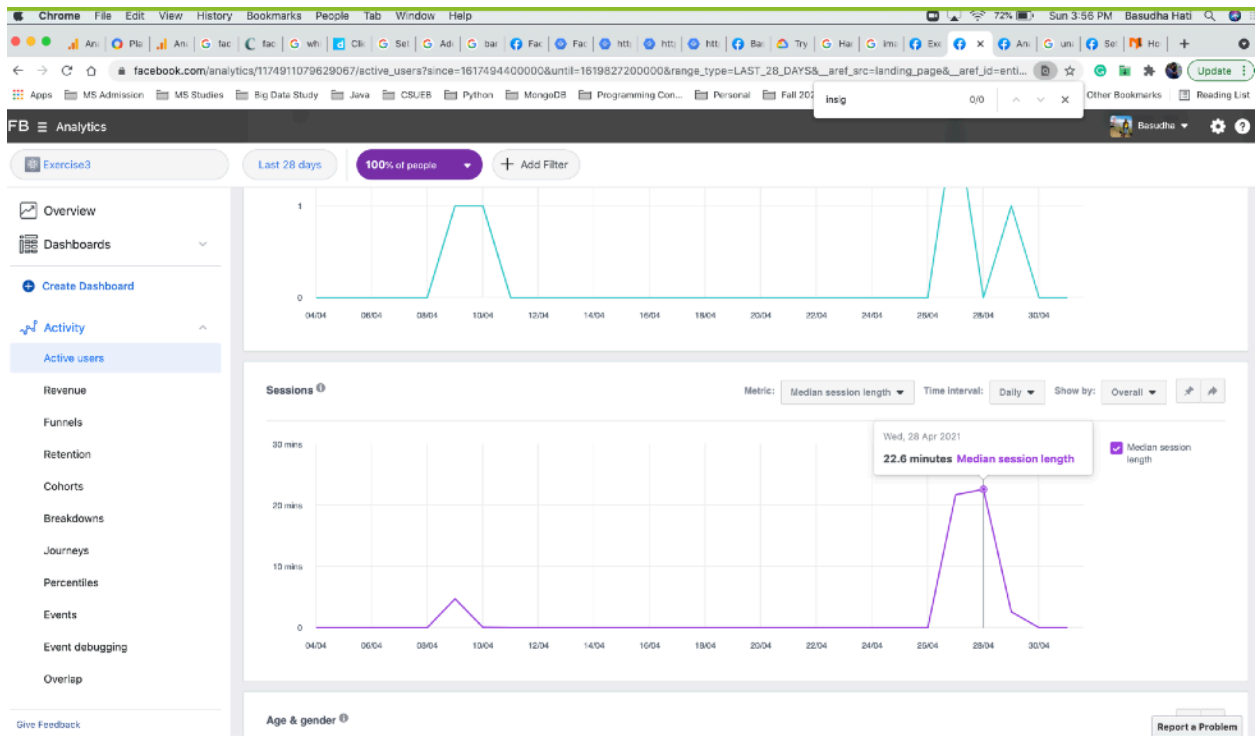 Chrome File Edit View History Bookmarks People Tab Window Help 72% Sun 3:56 PM Basudha Hati
facebook.com/analytics/1174911079629067/active_users?since=1617494400000&until=1619827200000&range_type=LAST_28_DAYS&__aref_src=landing_page&__aref_id=enti... Update
Apps MS Admission MS Studies Big Data Study Java CSUEB Python MongoDB Programming Con... Personal Fall 202 Other Bookmarks Reading List
insig 0/0
FB Analytics Basudha
Exercise3 Last 28 days 100% of people + Add Filter
Overview
Dashboards
Create Dashboard
Activity
Active users
Revenue
Funnels
Retention
Cohorts
Breakdowns
Journeys
Percentiles
Events
Event debugging
Overlap
Give Feedback
1
0
04/04 06/04 08/04 10/04 12/04 14/04 16/04 18/04 20/04 22/04 24/04 26/04 28/04 30/04
Sessions Metric: Median session length Time interval: Daily Show by: Overall
Wed, 28 Apr 2021
22.6 minutes Median session length
Median session
length
30 mins
20 mins
10 mins
0
04/04 06/04 08/04 10/04 12/04 14/04 16/04 18/04 20/04 22/04 24/04 26/04 28/04 30/04
Age & gender
Report a Problem